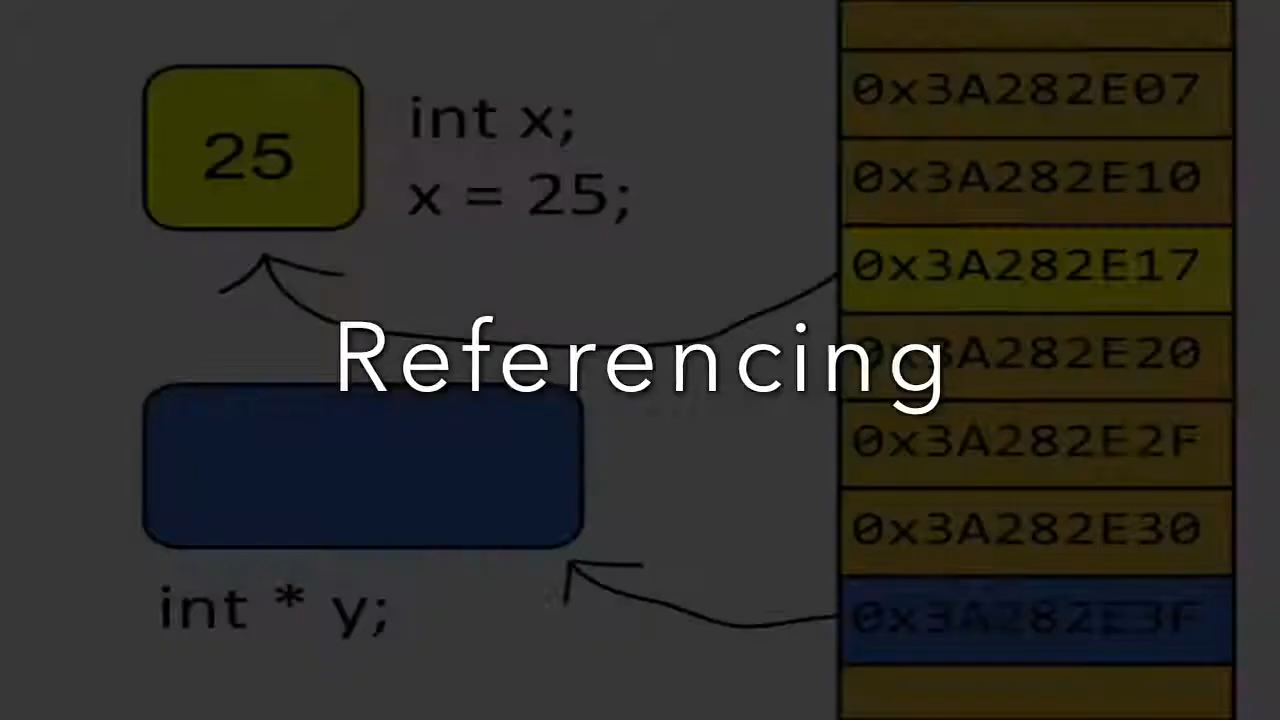 25
int x;
x = 25;
Referencing
int * y;
0x3A282E07
0x3A282E10
0x3A282E17
0x3A282E20
0x3A282E2F
0x3A282E30
0x3A282E3F